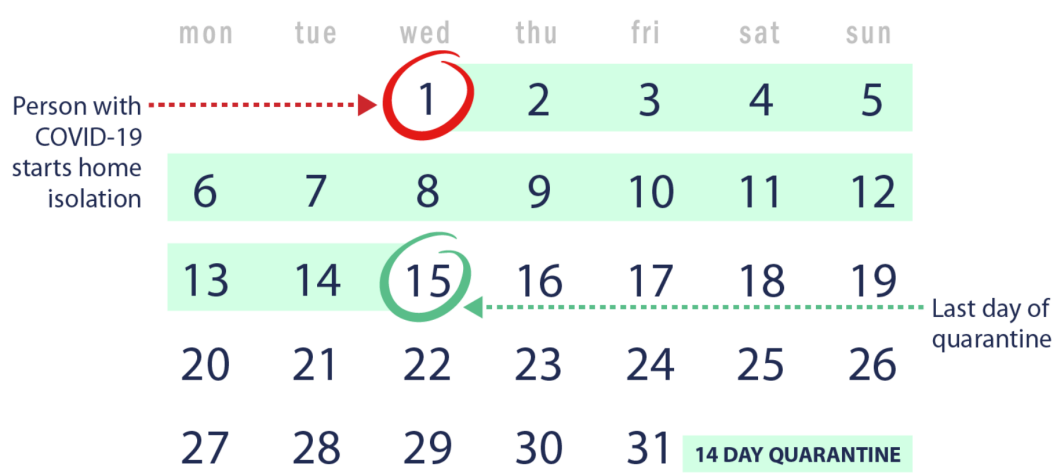 mon tue wed thu fri sat sun
1 2 3 4 5
Person with
COVID-19
starts home
isolation
6 7 8 9 10 11 12
13 14 15 16 17 18 19
Last day of
quarantine
20 21 22 23 24 25 26
27 28 29 30 31
14 DAY QUARANTINE